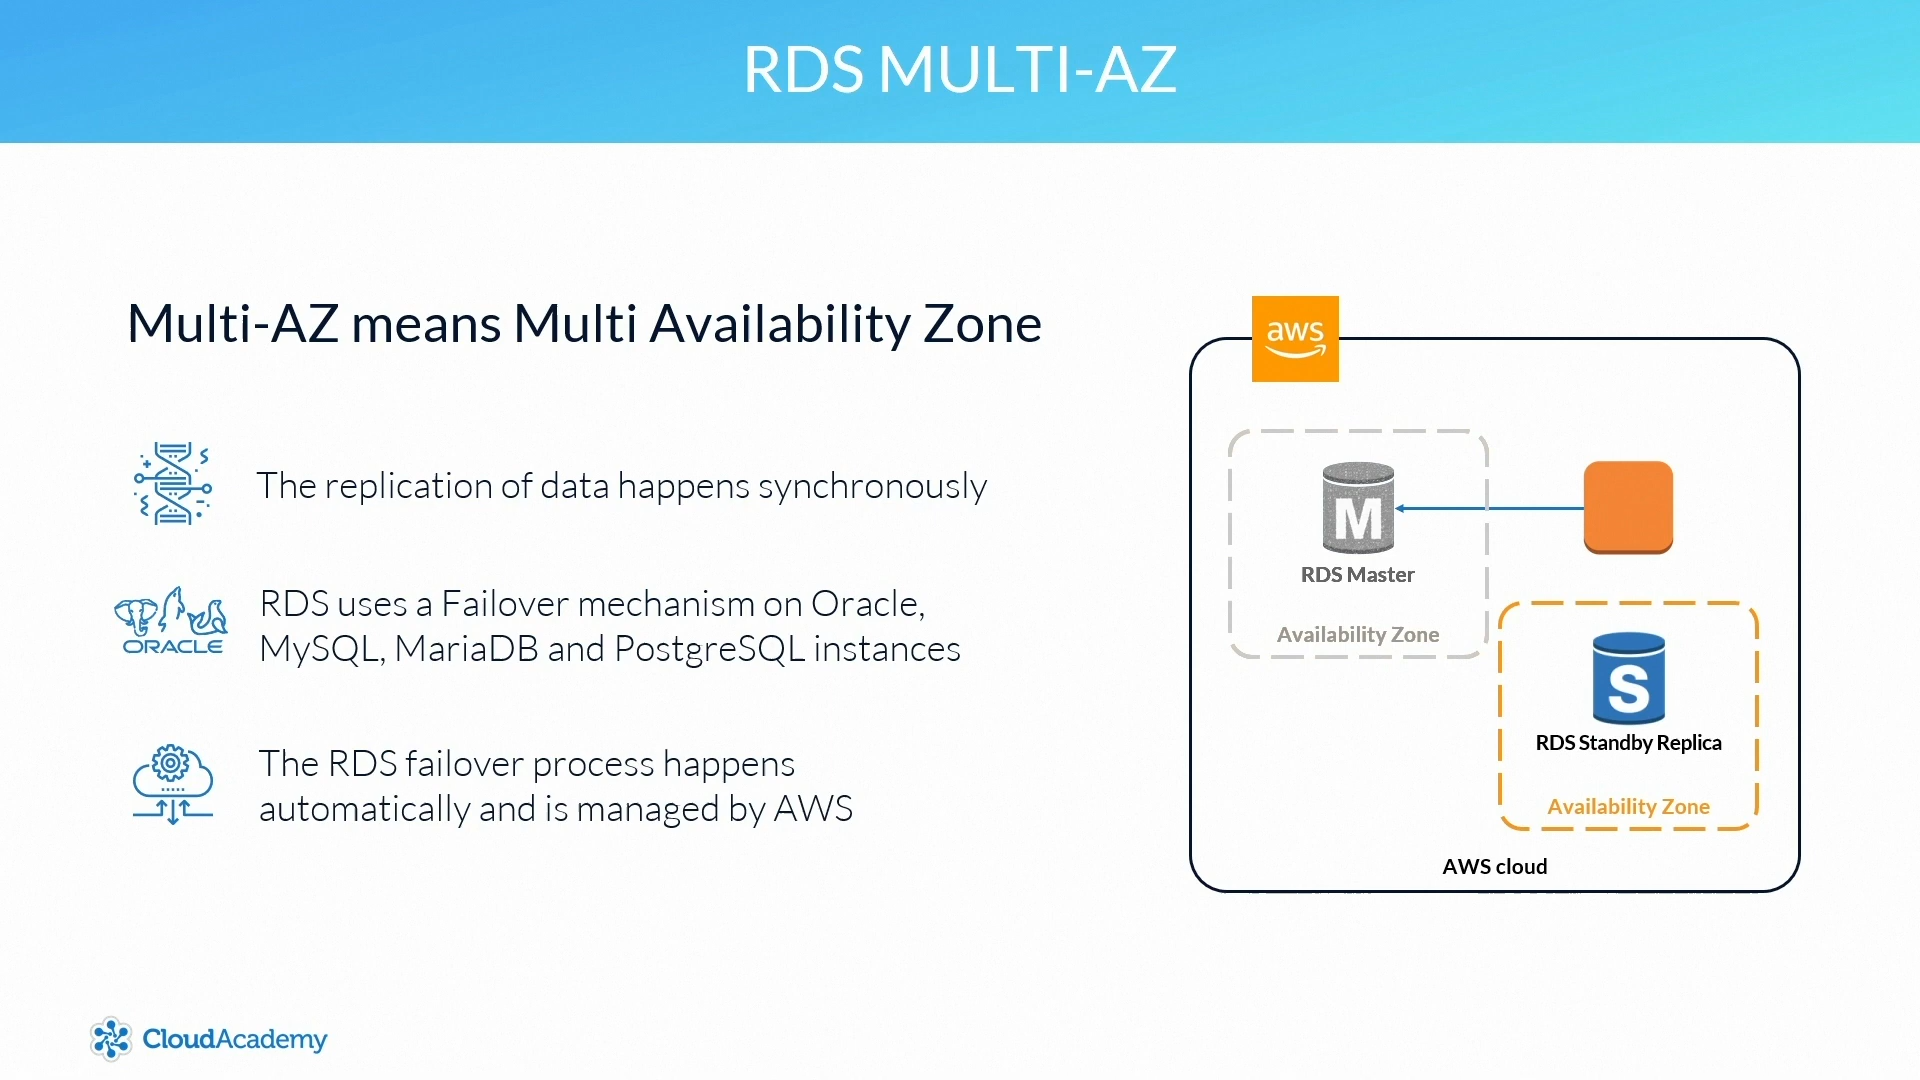 RDS MULTI-AZ
Multi-AZ means Multi Availability Zone
The replication of data happens synchronously
ORACLE
RDS uses a Failover mechanism on Oracle,
MySQL, MariaDB and PostgreSQL instances
The RDS failover process happens
automatically and is managed by AWS
aws
M
RDS Master
Availability Zone
S
RDS Standby Replica
Availability Zone
AWS cloud
CloudAcademy